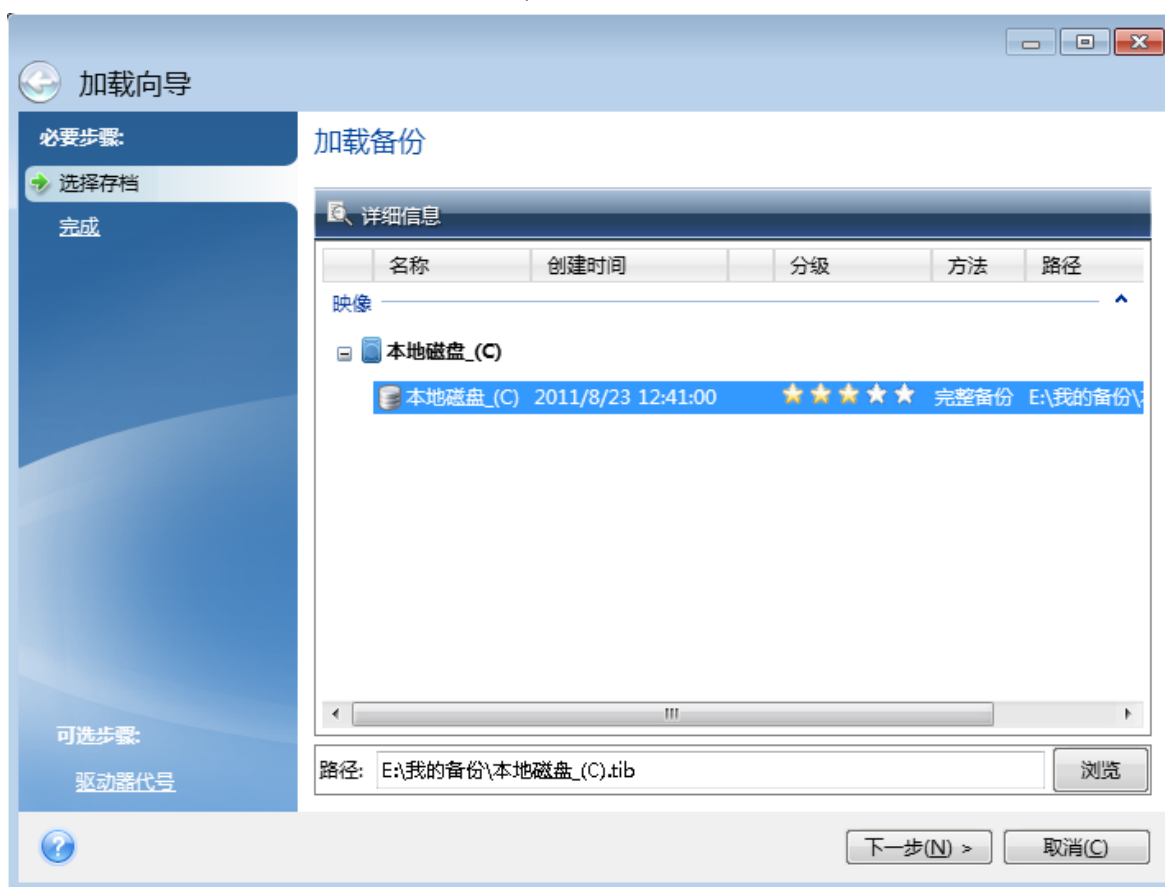 加载向导
必要步骤:
选择存档
完成
加载备份
详细信息
名称 创建时间 分级 方法 路径
映像
本地磁盘_(C)
本地磁盘_(C) 2011/8/23 12:41:00 完整备份 E:\我的备份\
可选步骤:
驱动器代号
路径: E:\我的备份\本地磁盘_(C).tib 浏览
下一步(N) > 取消(C)